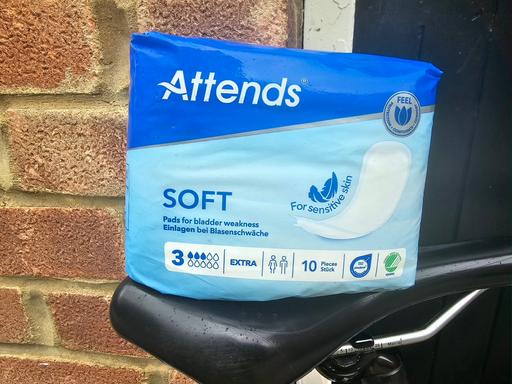 Attends
FEEL
SOFT
For sensitive skin
Pads for bladder weakness
Einlagen bei Blasenschwäche
3
EXTRA
10 Pieces
Stück